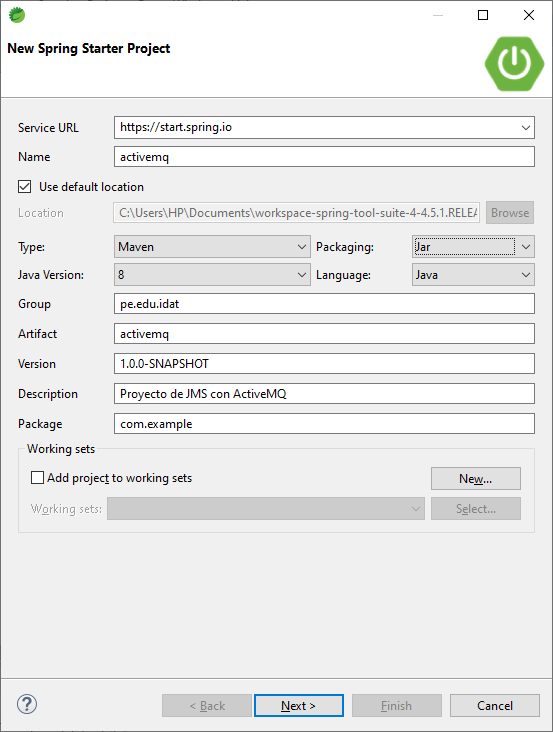 New Spring Starter Project
Service URL https://start.spring.io
Name activemq
Use default location
Location C:\Users\HP\Documents\workspace-spring-tool-suite-4-4.5.1.RELEA Browse
Type: Maven Packaging: Jar
Java Version: 8 Language: Java
Group pe.edu.idat
Artifact activemq
Version 1.0.0-SNAPSHOT
Description Proyecto de JMS con ActiveMQ
Package com.example
Working sets
Add project to working sets New...
Working sets: Select...
? < Back Next > Finish Cancel